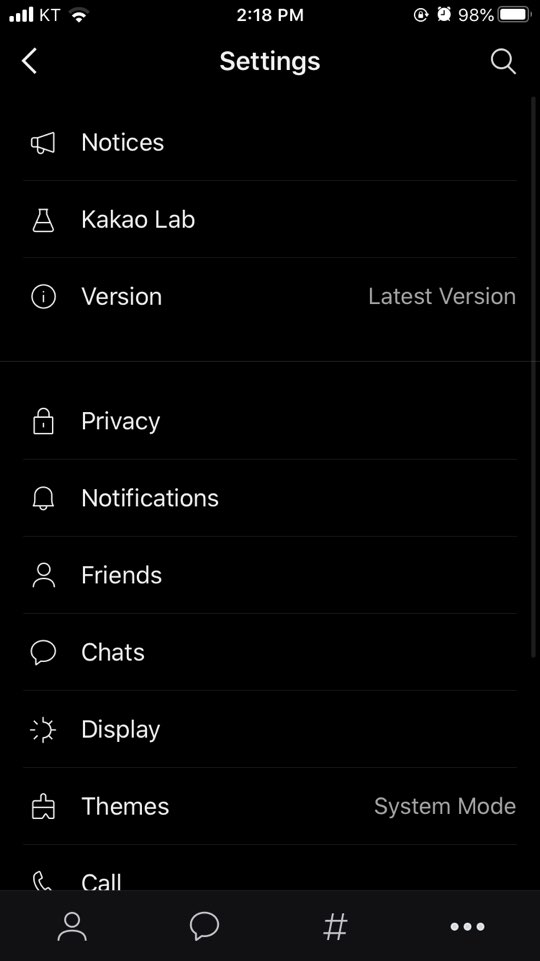 KT 2:18 PM 98%
Settings
Notices
Kakao Lab
Version Latest Version
Privacy
Notifications
Friends
Chats
Display
Themes System Mode
Call
#